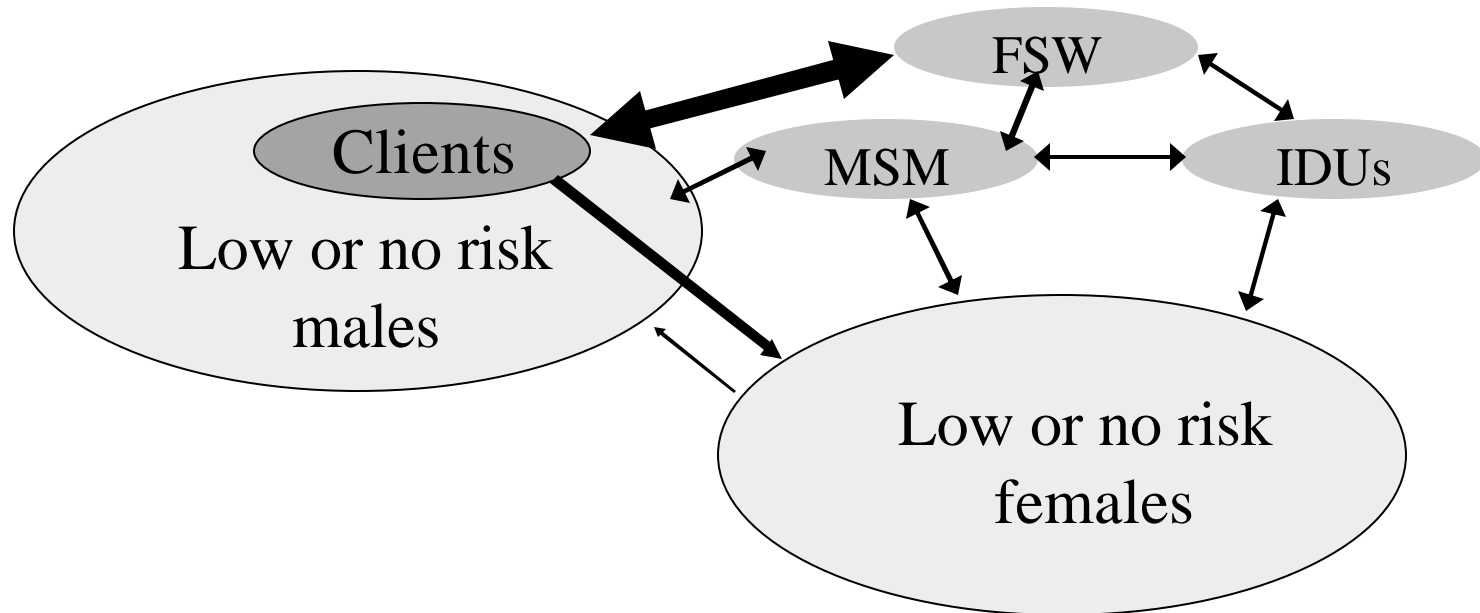 FSW
Clients
MSM
IDUs
Low or no risk
males
Low or no risk
females